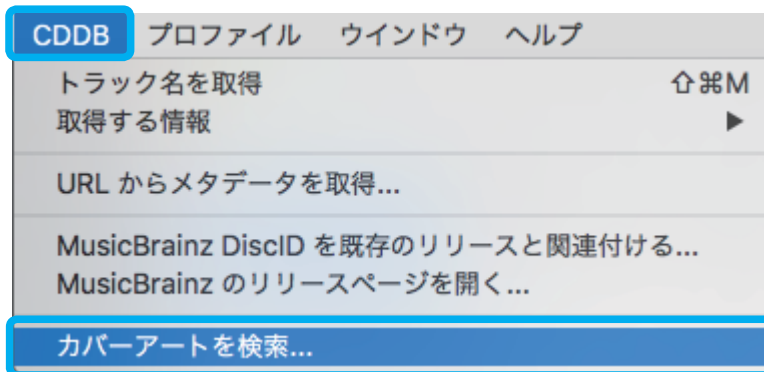 CDDB プロファイル ウインドウ ヘルプ
トラック名を取得 ⇧⌘M
取得する情報 ▶
URL からメタデータを取得...
MusicBrainz DiscID を既存のリリースと関連付ける...
MusicBrainz のリリースページを開く...
カバーアートを検索...